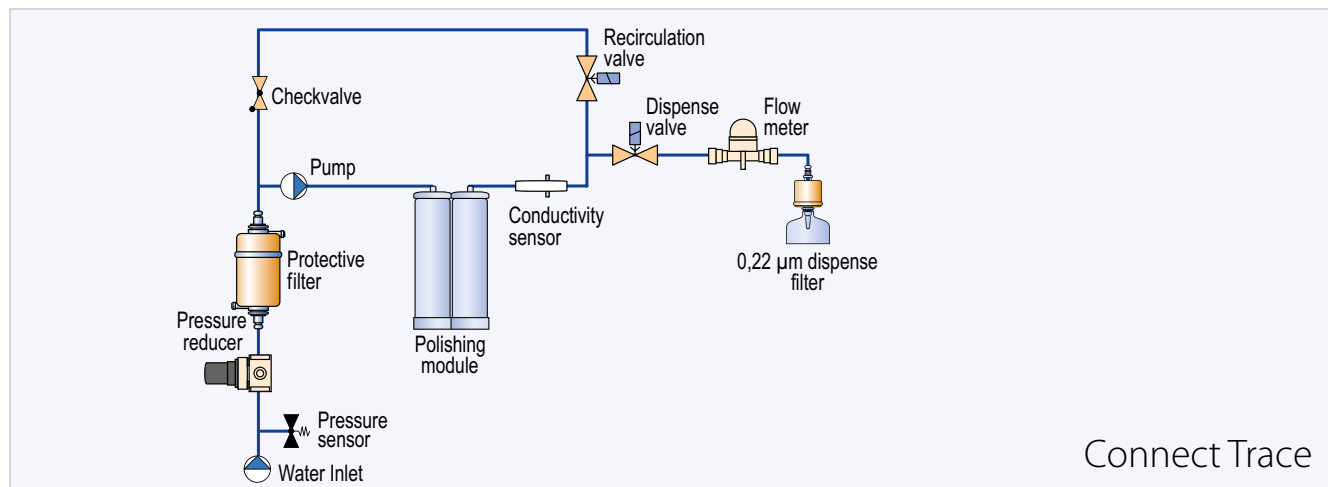 Recirculation
valve
Checkvalve
Dispense
valve
Flow
meter
Pump
Conductivity
sensor
0,22 µm dispense
filter
Protective
filter
Pressure
reducer
Polishing
module
Pressure
sensor
Water Inlet
Connect Trace